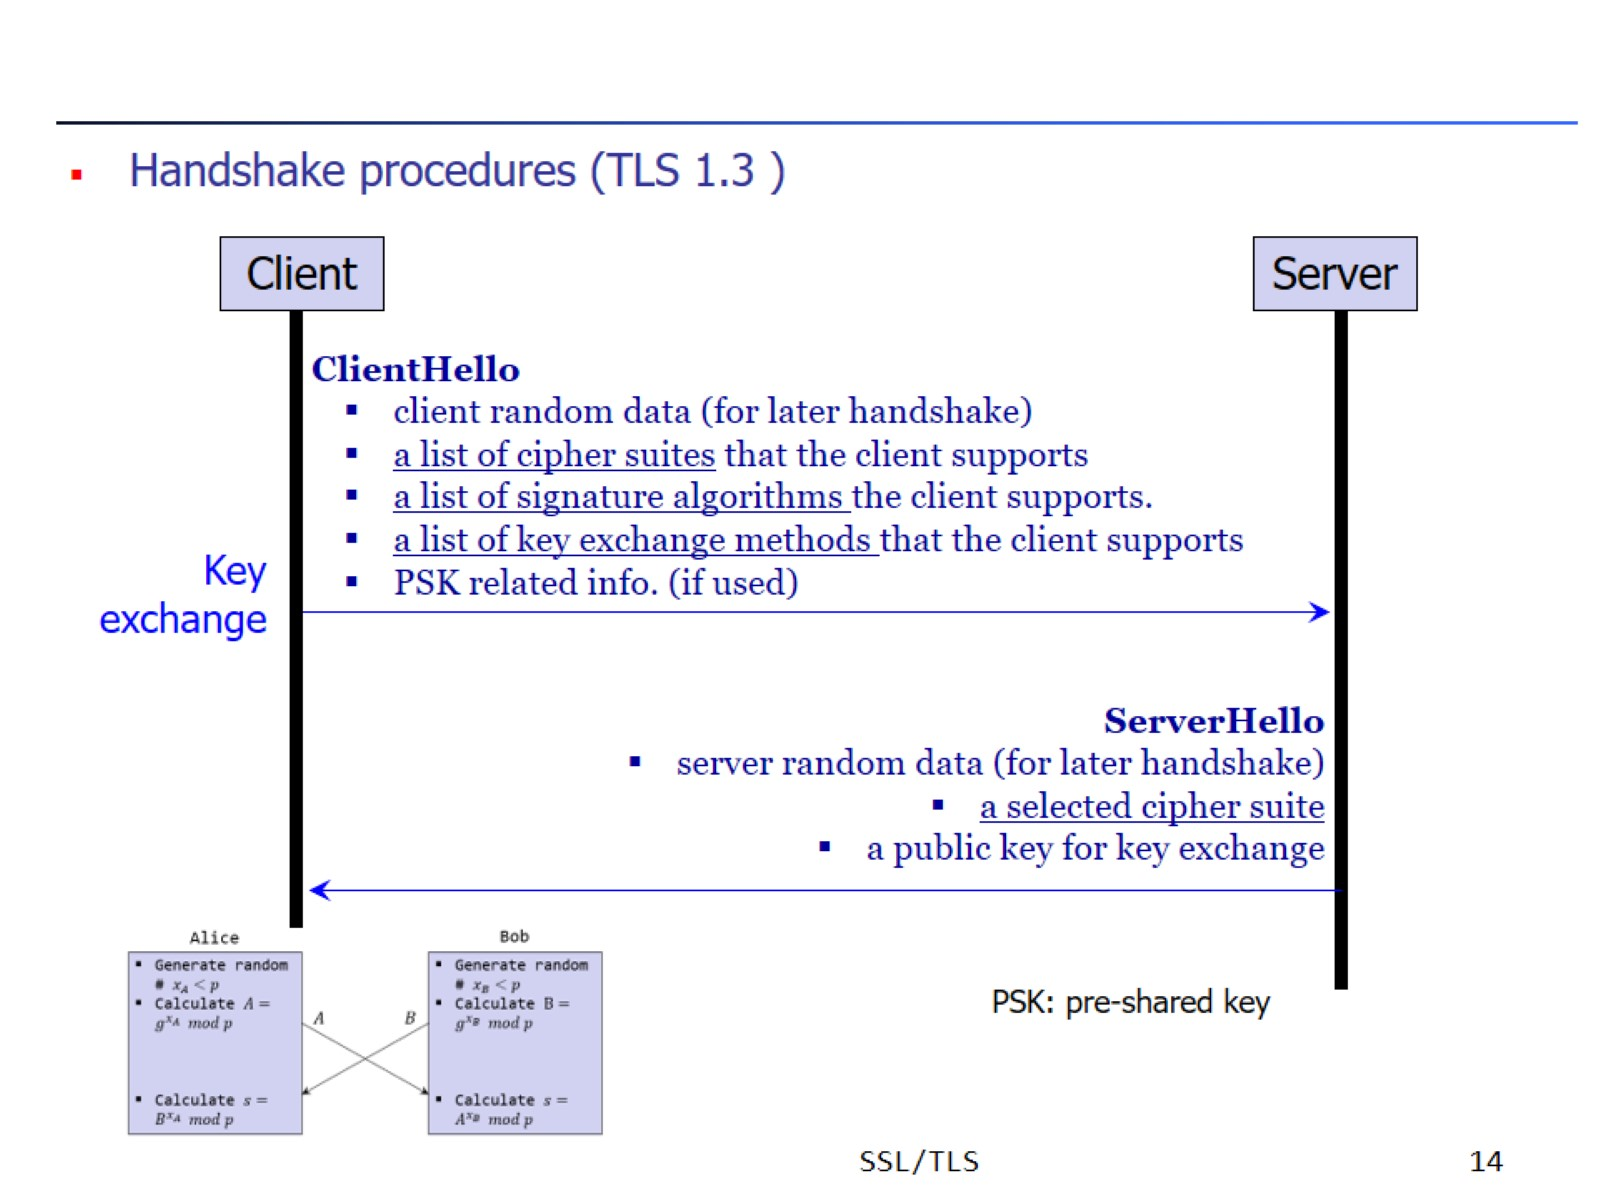 Handshake procedures (TLS 1.3 )
Client
Server
ClientHello
▪ client random data (for later handshake)
▪ a list of cipher suites that the client supports
▪ a list of signature algorithms the client supports.
▪ a list of key exchange methods that the client supports
▪ PSK related info. (if used)
Key
exchange
ServerHello
▪ server random data (for later handshake)
▪ a selected cipher suite
▪ a public key for key exchange
Alice
▪ Generate random
# x_A < p
▪ Calculate A =
g^{x_A} mod p
▪ Calculate s =
B^{x_A} mod p
A
B
Bob
▪ Generate random
# x_B < p
▪ Calculate B =
g^{x_B} mod p
▪ Calculate s =
A^{x_B} mod p
PSK: pre-shared key
SSL/TLS
14